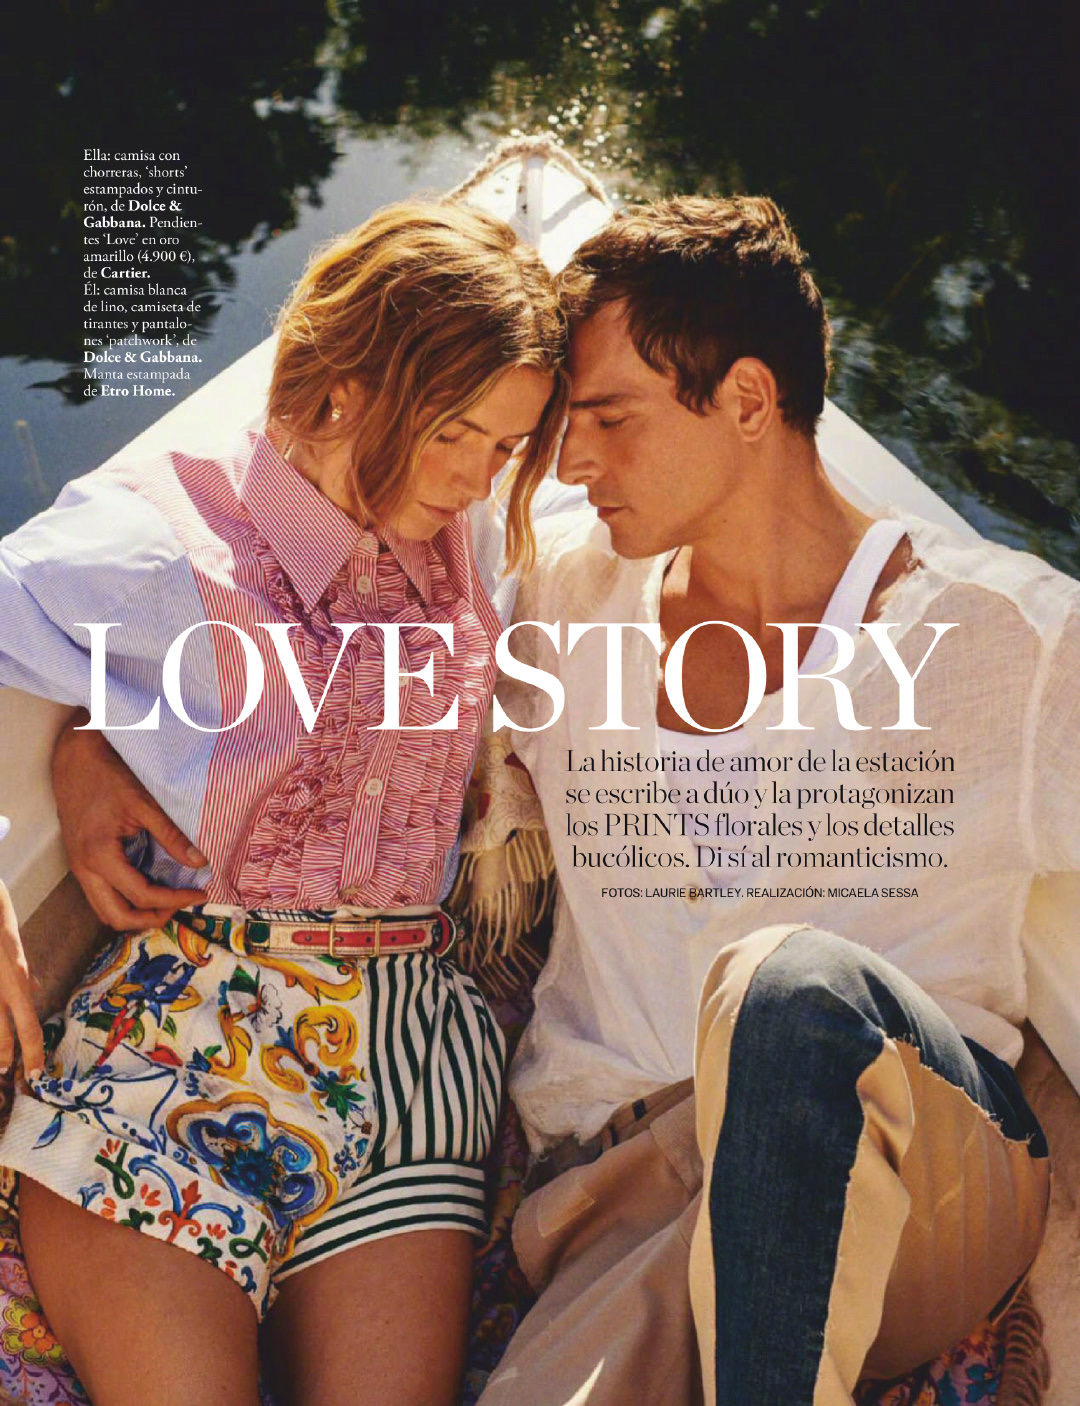 Ella: camisa con
chorreras, ‘shorts’
estampados y cintu-
rón, de Dolce &
Gabbana. Pendien-
tes ‘Love’ en oro
amarillo (4.900 €),
de Cartier.
Él: camisa blanca
de lino, camiseta de
tirantes y pantalo-
nes ‘patchwork’, de
Dolce & Gabbana.
Manta estampada
de Etro Home.
LOVE STORY
La historia de amor de la estación
se escribe a dúo y la protagonizan
los PRINTS florales y los detalles
bucólicos. Di sí al romanticismo.
FOTOS: LAURIE BARTLEY. REALIZACIÓN: MICAELA SESSA